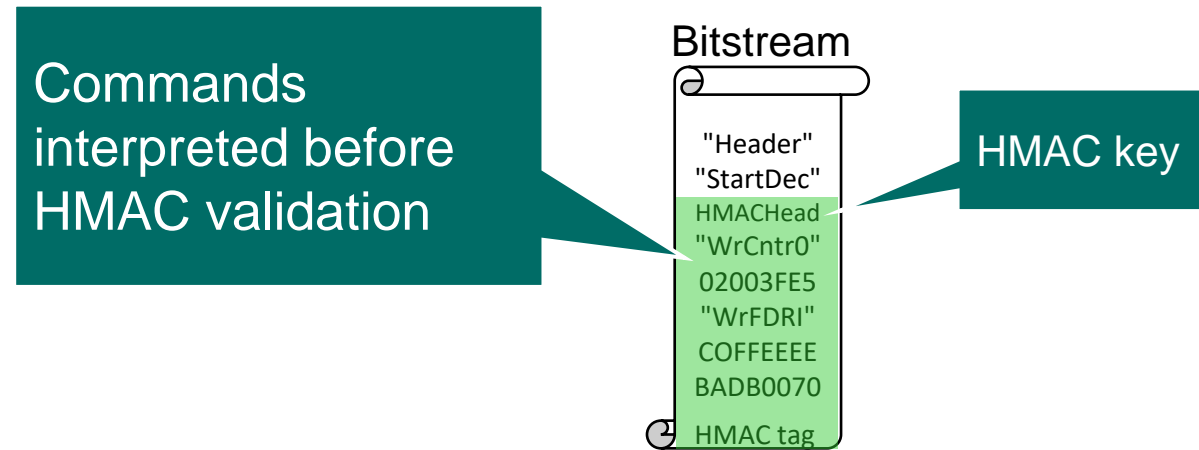 Commands
interpreted before
HMAC validation
Bitstream
"Header"
"StartDec"
HMACHead
"WrCntr0"
02003FE5
"WrFDRI"
COFFEEEE
BADB0070
HMAC tag
HMAC key